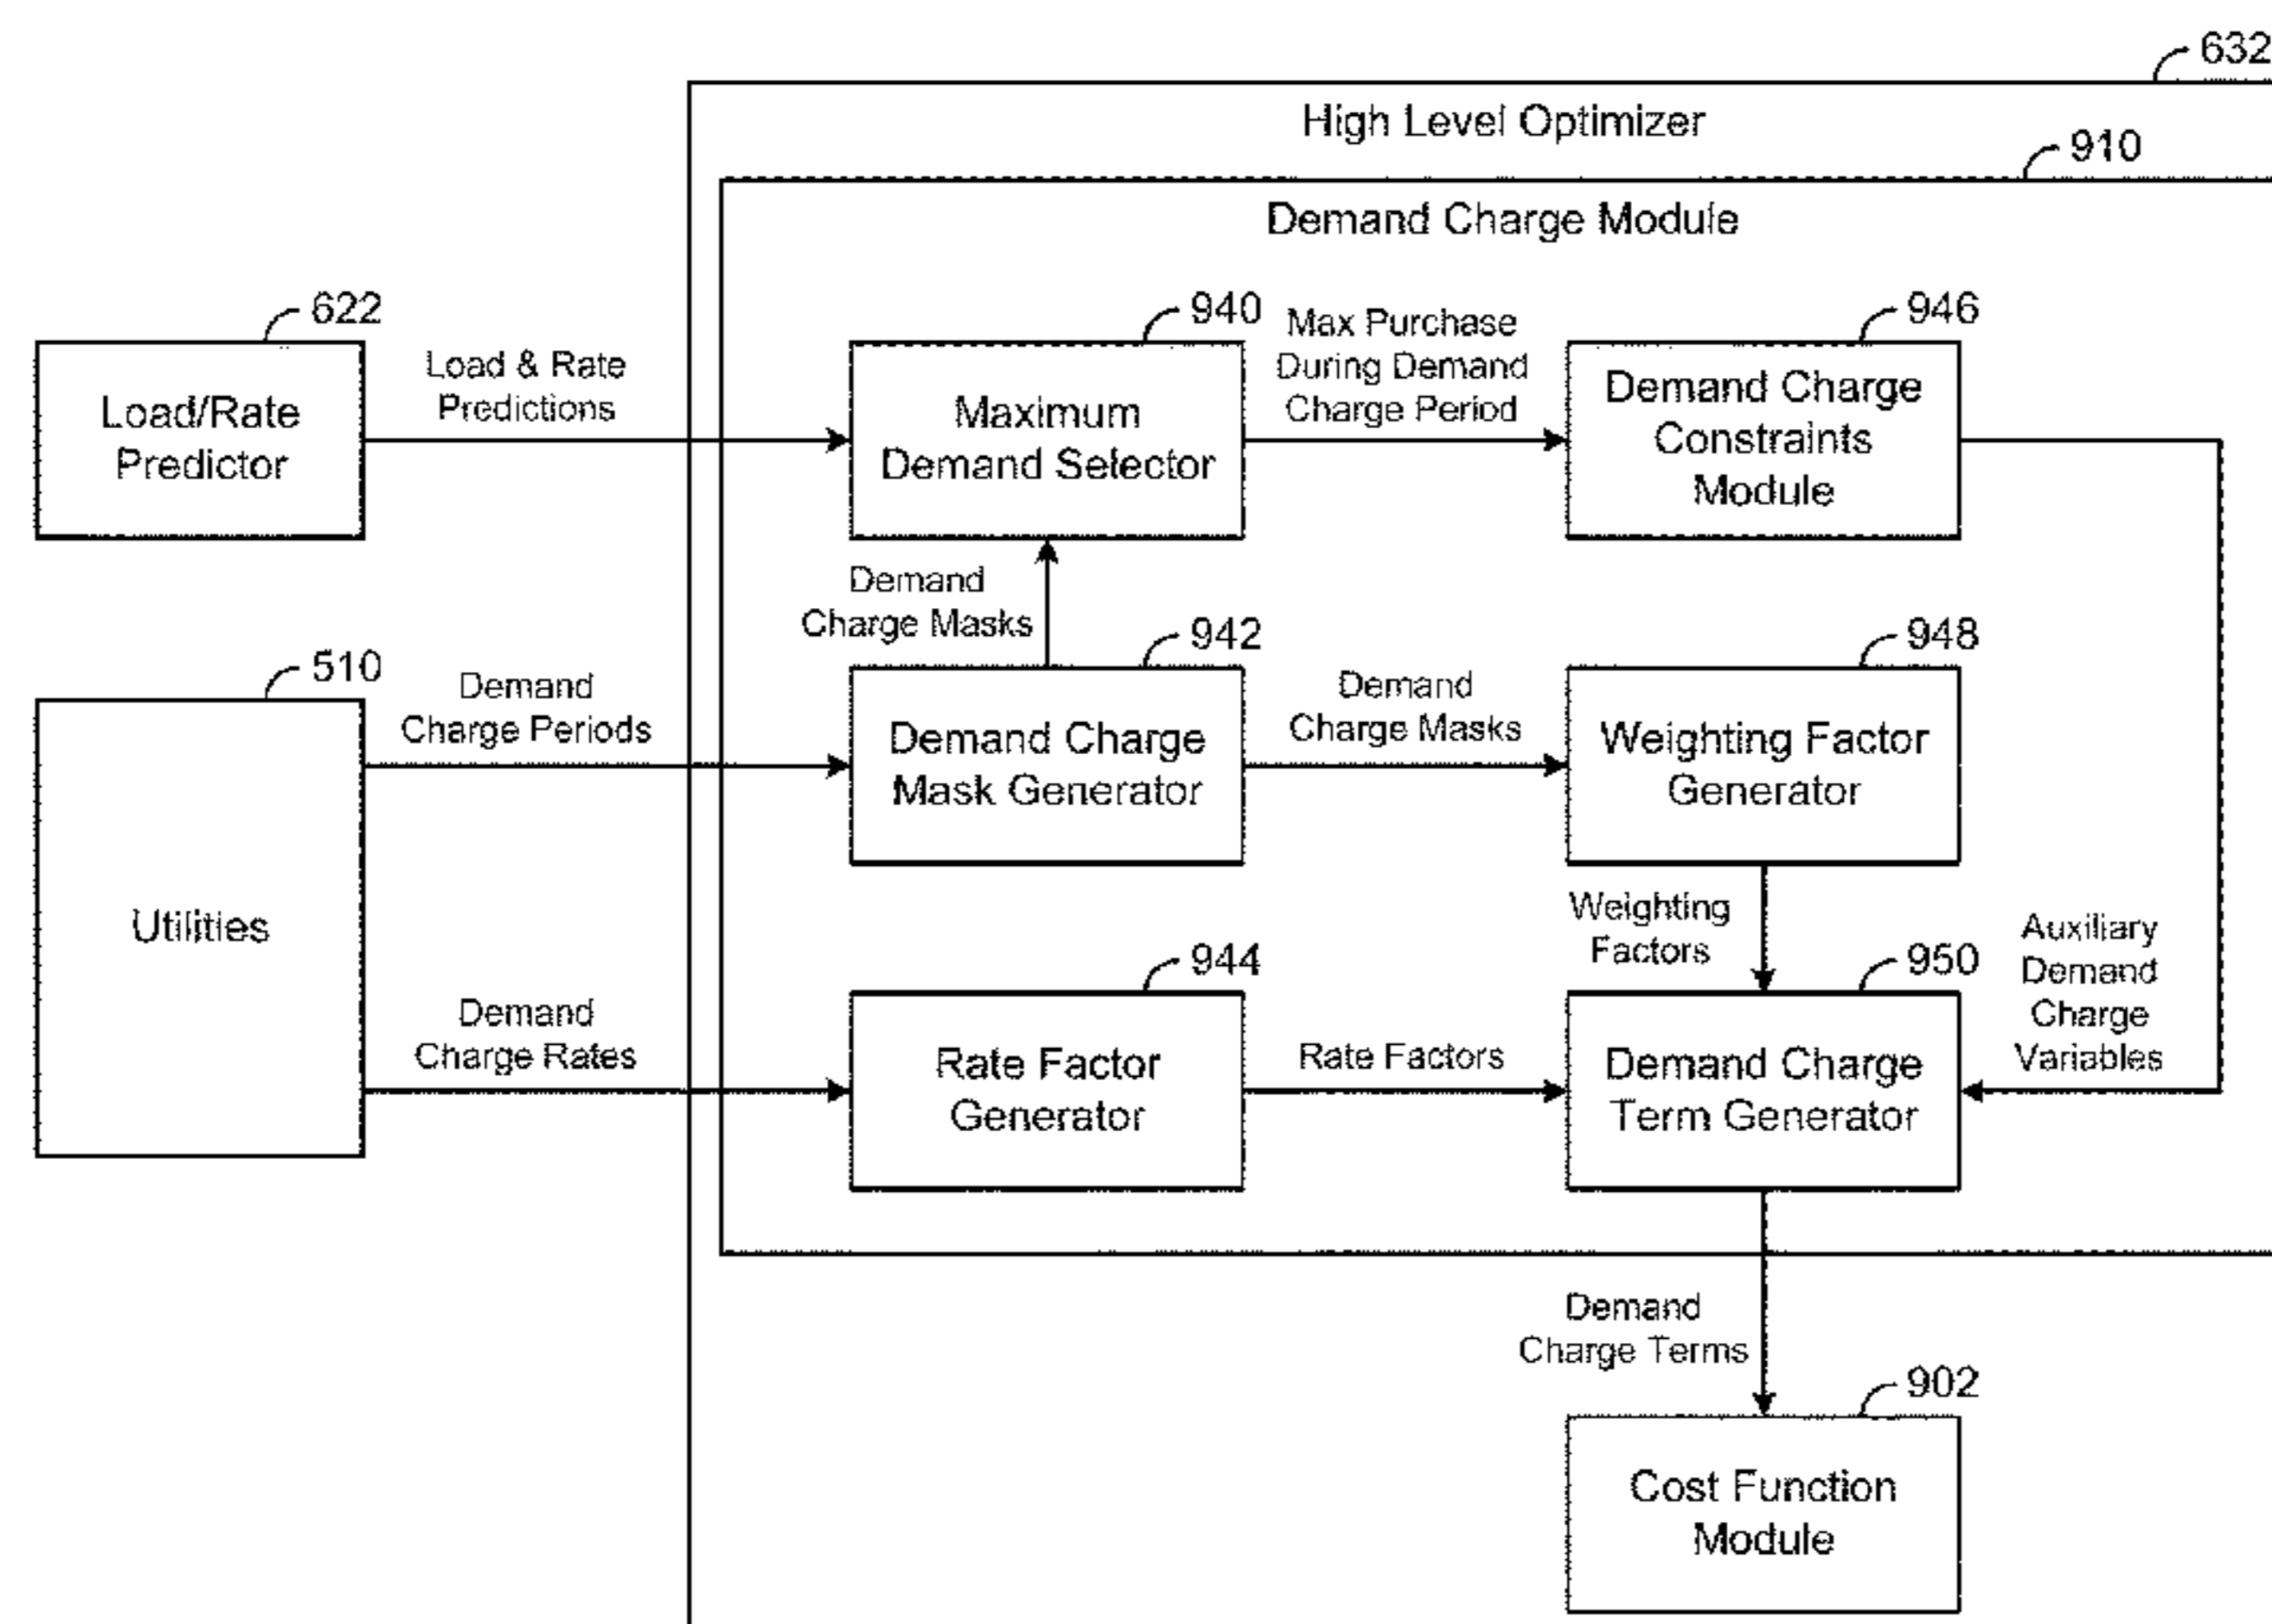 632
High Level Optimizer
910
Demand Charge Module
622
Load/Rate
Predictor
Load & Rate
Predictions
940
Maximum
Demand Selector
Max Purchase
During Demand
Charge Period
946
Demand Charge
Constraints
Module
Demand
Charge Masks
510
Utilities
Demand
Charge Periods
942
Demand Charge
Mask Generator
Demand
Charge Masks
948
Weighting Factor
Generator
Weighting
Factors
Auxiliary
Demand
Charge
Variables
Demand
Charge Rates
944
Rate Factor
Generator
Rate Factors
950
Demand Charge
Term Generator
Demand
Charge Terms
902
Cost Function
Module